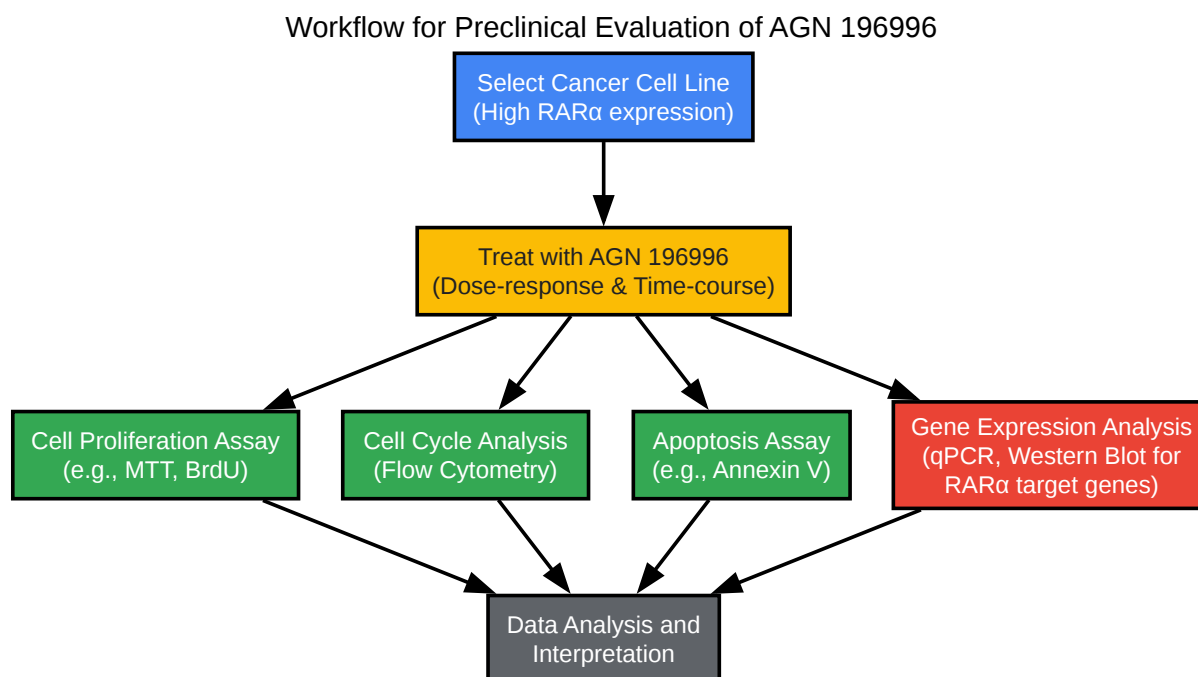 Workflow for Preclinical Evaluation of AGN 196996
Select Cancer Cell Line
(High RARα expression)
Treat with AGN 196996
(Dose-response & Time-course)
Cell Proliferation Assay
(e.g., MTT, BrdU)
Cell Cycle Analysis
(Flow Cytometry)
Apoptosis Assay
(e.g., Annexin V)
Gene Expression Analysis
(qPCR, Western Blot for
RARα target genes)
Data Analysis and
Interpretation